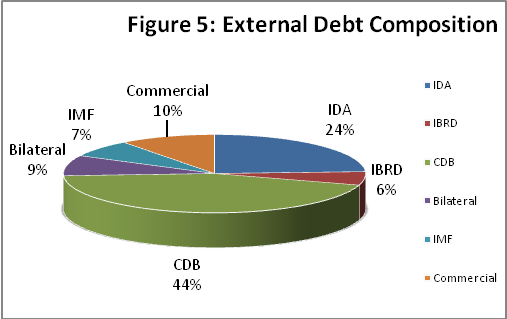 Figure 5: External Debt Composition
Commercial
10%
IMF
7%
Bilateral
9%
IDA
24%
IBRD
6%
CDB
44%
IDA
IBRD
CDB
Bilateral
IMF
Commercial